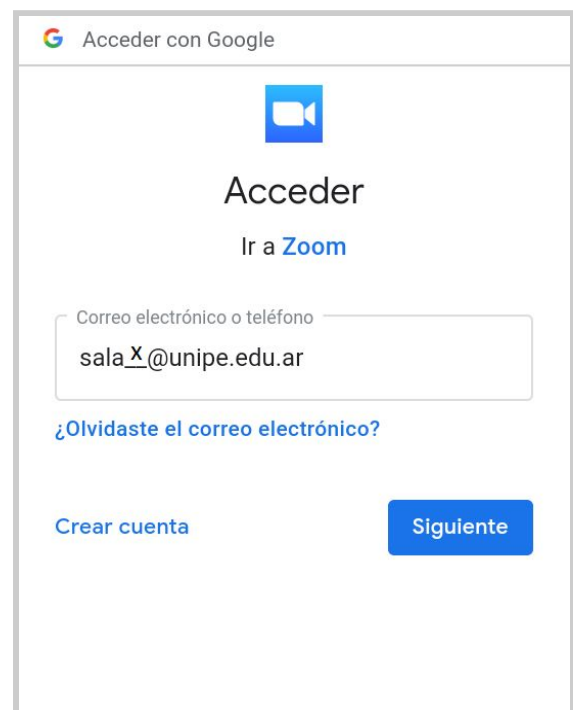 Acceder con Google
Acceder
Ir a Zoom
Correo electrónico o teléfono
sala_X_@unipe.edu.ar
¿Olvidaste el correo electrónico?
Crear cuenta
Siguiente